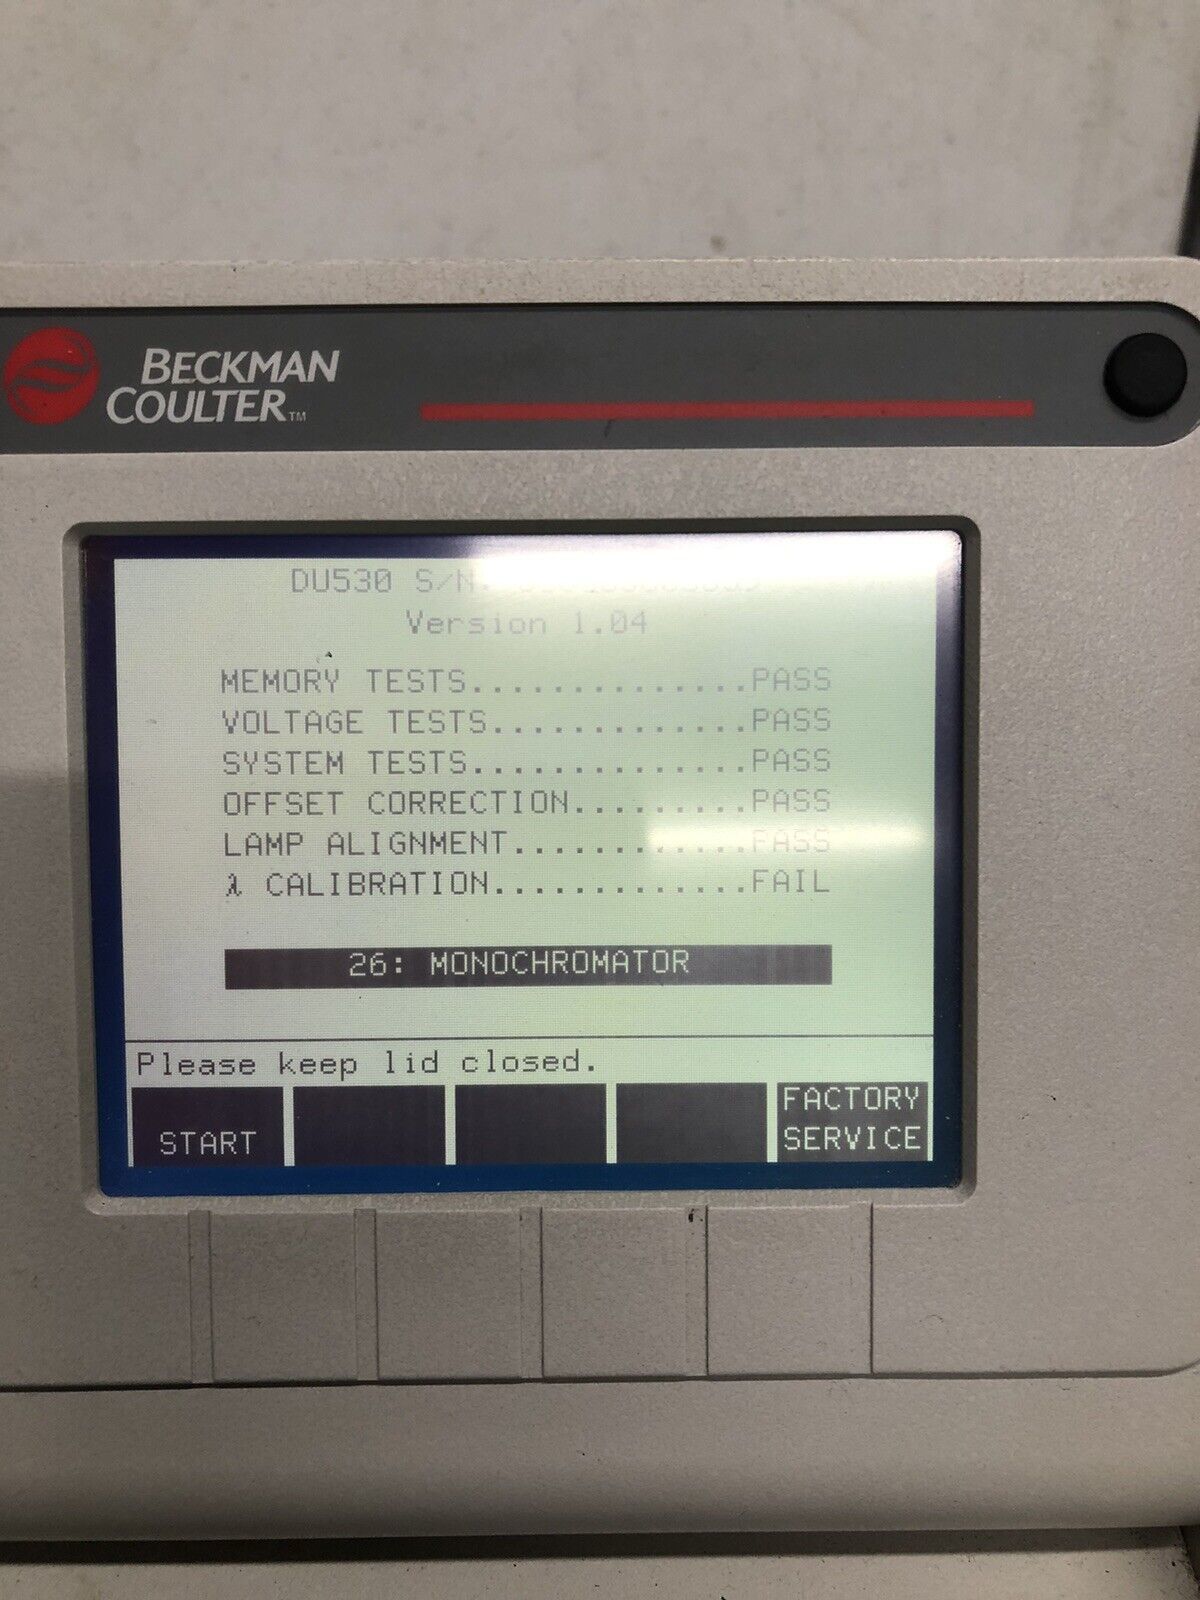 BECKMAN
COULTER™
DU530 S/N:
Version 1.04
MEMORY TESTS..............PASS
VOLTAGE TESTS.............PASS
SYSTEM TESTS..............PASS
OFFSET CORRECTION.........PASS
LAMP ALIGNMENT............PASS
λ CALIBRATION.............FAIL
26: MONOCHROMATOR
Please keep lid closed.
START
FACTORY
SERVICE